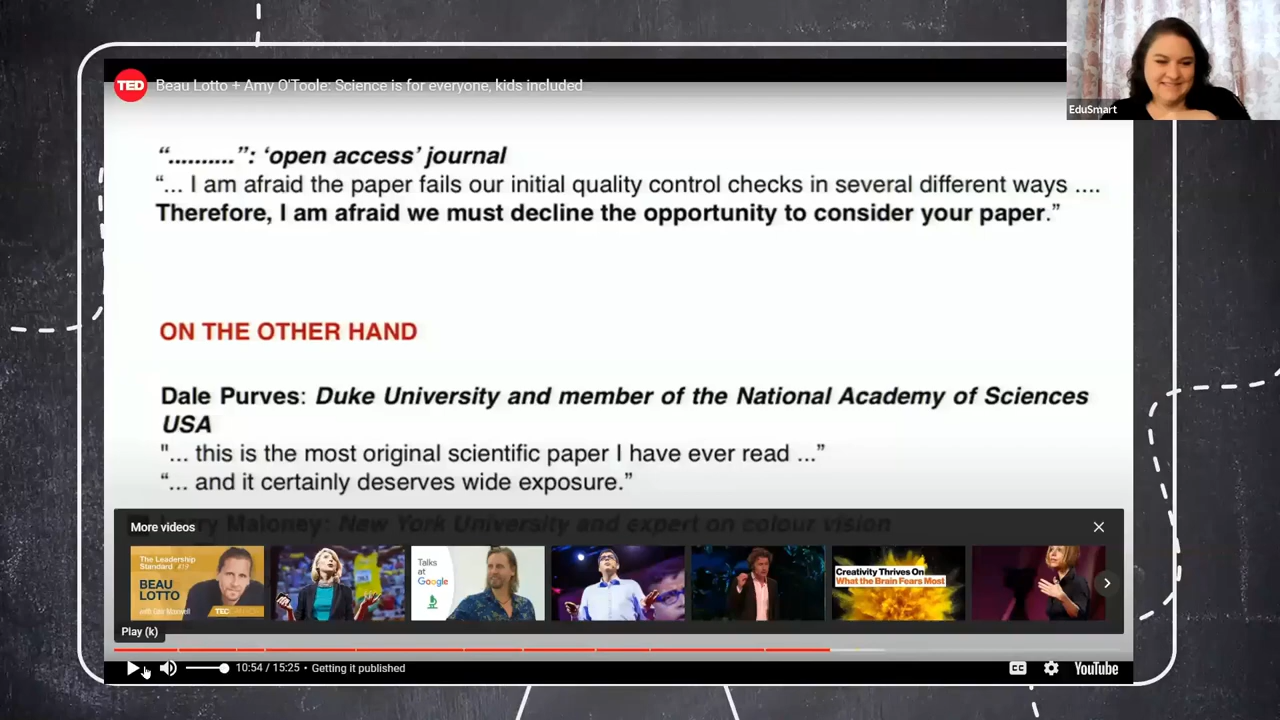 TED Beau Lotto + Amy O'Toole: Science is for everyone, kids included
EduSmart
“..........”: ‘open access’ journal
“... I am afraid the paper fails our initial quality control checks in several different ways ....
Therefore, I am afraid we must decline the opportunity to consider your paper.”
ON THE OTHER HAND
Dale Purves: Duke University and member of the National Academy of Sciences
USA
"... this is the most original scientific paper I have ever read ...”
“... and it certainly deserves wide exposure.”
Larry Maloney: New York University and expert on colour vision
More videos
The Leadership
Standard #19
BEAU
LOTTO
TED
Talks
at
Google
Creativity Thrives On
What the Brain Fears Most
Play (k)
10:54 / 15:25 • Getting it published
CC
YouTube